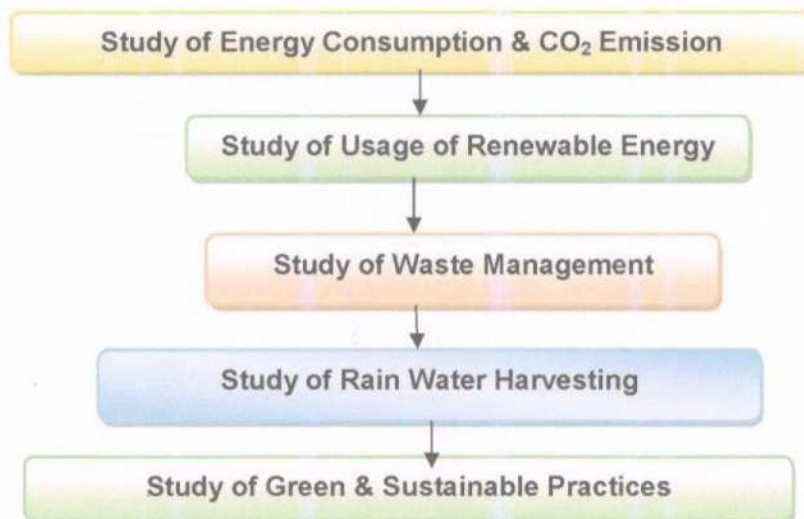 Study of Energy Consumption & CO₂ Emission
Study of Usage of Renewable Energy
Study of Waste Management
Study of Rain Water Harvesting
Study of Green & Sustainable Practices